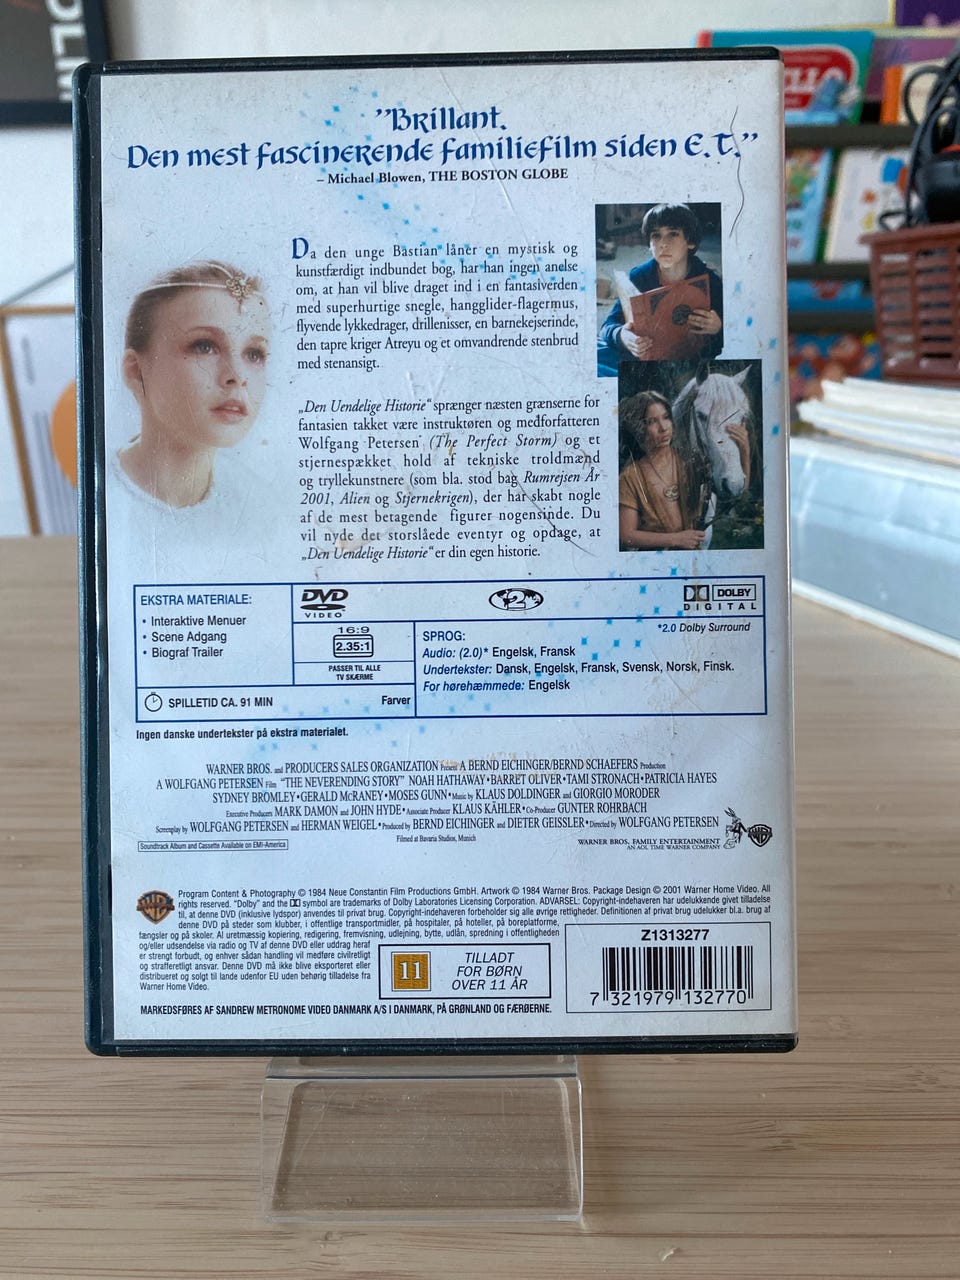 "Brillant.
Den mest fascinerende familiefilm siden E.T."
– Michael Blowen, THE BOSTON GLOBE
Da den unge Bastian låner en mystisk og
kunstfærdigt indbundet bog, har han ingen anelse
om, at han vil blive draget ind i en fantasiverden
med superhurtige snegle, hangglider-flagermus,
flyvende lykkedrager, drillenisser, en barnekejserinde,
den tapre kriger Atreyu og et omvandrende stenbrud
med stenansigt.
„Den Uendelige Historie" sprænger næsten grænserne for
fantasien takket være instruktøren og medforfatteren
Wolfgang Petersen (The Perfect Storm) og et
stjernespækket hold af tekniske troldmænd
og tryllekunstnere (som bla. stod bag Rumrejsen År
2001, Alien og Stjernekrigen), der har skabt nogle
af de mest betagende figurer nogensinde. Du
vil nyde det storslåede eventyr og opdage, at
„Den Uendelige Historie" er din egen historie.
EKSTRA MATERIALE:
• Interaktive Menuer
• Scene Adgang
• Biograf Trailer
SPILLETID CA. 91 MIN
Farver
DVD
VIDEO
16:9
2.35:1
PASSER TIL ALLE
TV SKÆRME
2
DOLBY
DIGITAL
*2.0 Dolby Surround
SPROG:
Audio: (2.0)* Engelsk, Fransk
Undertekster: Dansk, Engelsk, Fransk, Svensk, Norsk, Finsk.
For hørehæmmede: Engelsk
Ingen danske undertekster på ekstra materialet.
WARNER BROS. and PRODUCERS SALES ORGANIZATION Present A BERND EICHINGER/BERND SCHAEFERS Production
A WOLFGANG PETERSEN Film "THE NEVERENDING STORY" NOAH HATHAWAY • BARRET OLIVER • TAMI STRONACH • PATRICIA HAYES
SYDNEY BROMLEY • GERALD McRANEY • MOSES GUNN • Music by KLAUS DOLDINGER and GIORGIO MORODER
Executive Producers MARK DAMON and JOHN HYDE • Associate Producer KLAUS KÄHLER • Co-Producer GUNTER ROHRBACH
Screenplay by WOLFGANG PETERSEN and HERMAN WEIGEL • Produced by BERND EICHINGER and DIETER GEISSLER • Directed by WOLFGANG PETERSEN
Filmed at Bavaria Studios, Munich
Soundtrack Album and Cassette Available on EMI-America
WARNER BROS. FAMILY ENTERTAINMENT
AN AOL TIME WARNER COMPANY
Program Content & Photography © 1984 Neue Constantin Film Productions GmbH. Artwork © 1984 Warner Bros. Package Design © 2001 Warner Home Video. All
rights reserved. "Dolby" and the symbol are trademarks of Dolby Laboratories Licensing Corporation. ADVARSEL: Copyright-indehaveren har udelukkende givet tilladelse
til, at denne DVD (inklusive lydspor) anvendes til privat brug. Copyright-indehaveren forbeholder sig alle øvrige rettigheder. Definitionen af privat brug udelukker bl.a. brug af
denne DVD på steder som klubber, i offentlige transportmidler, på hospitaler, på hoteller, på boreplatforme,
fængsler og på skoler. Al uretmæssig kopiering, redigering, fremvisning, udlejning, bytte, udlån, spredning i offentligheden
og/eller udsendelse via radio og TV af denne DVD eller uddrag heraf
er strengt forbudt, og enhver sådan handling vil medføre civilretligt
og strafferetligt ansvar. Denne DVD må ikke blive eksporteret eller
distribueret og solgt til lande udenfor EU uden behørig tilladelse fra
Warner Home Video.
11
TILLADT
FOR BØRN
OVER 11 ÅR
Z1313277
7 321979 132770
MARKEDSFØRES AF SANDREW METRONOME VIDEO DANMARK A/S I DANMARK, PÅ GRØNLAND OG FÆRØERNE.